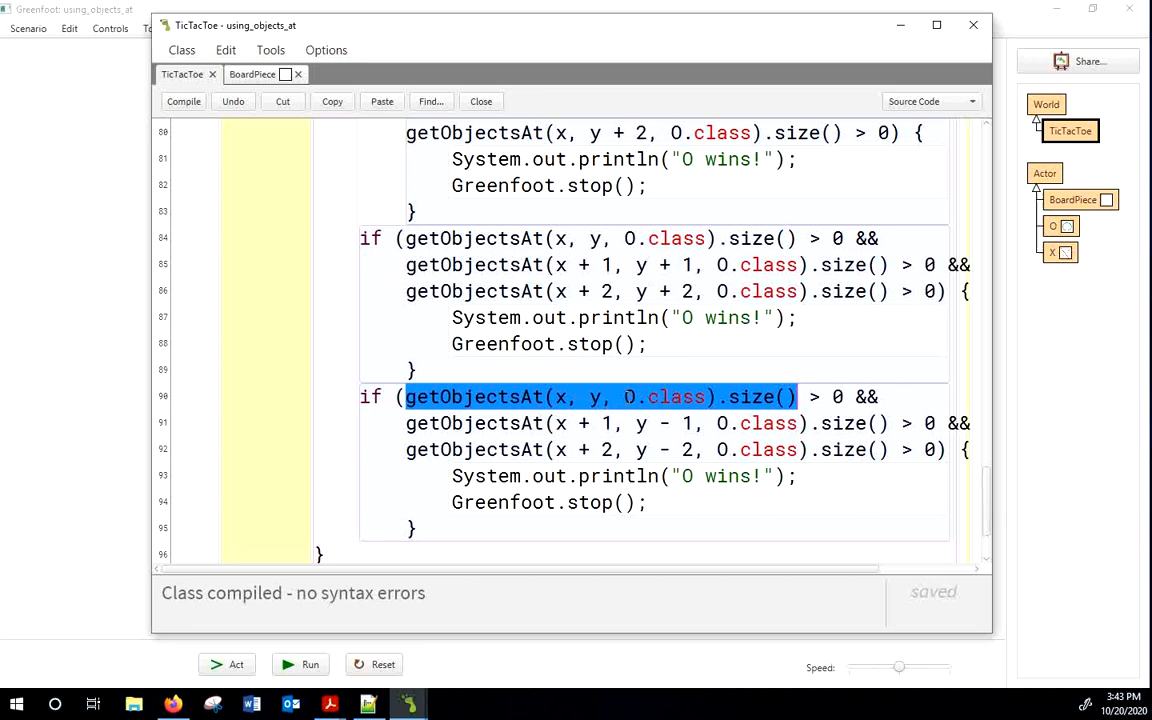 Greenfoot: using_objects_at
Scenario Edit Controls To
TicTacToe - using_objects_at
Class Edit Tools Options
TicTacToe BoardPiece
Compile Undo Cut Copy Paste Find... Close Source Code
80 getObjectsAt(x, y + 2, O.class).size() > 0) {
81 System.out.println("O wins!");
82 Greenfoot.stop();
83 }
84 if (getObjectsAt(x, y, O.class).size() > 0 &&
85 getObjectsAt(x + 1, y + 1, O.class).size() > 0 &&
86 getObjectsAt(x + 2, y + 2, O.class).size() > 0) {
87 System.out.println("O wins!");
88 Greenfoot.stop();
89 }
90 if (getObjectsAt(x, y, O.class).size() > 0 &&
91 getObjectsAt(x + 1, y - 1, O.class).size() > 0 &&
92 getObjectsAt(x + 2, y - 2, O.class).size() > 0) {
93 System.out.println("O wins!");
94 Greenfoot.stop();
95 }
96 }
Class compiled - no syntax errors
saved
Share...
World
TicTacToe
Actor
BoardPiece
O
X
Act Run Reset Speed:
3:43 PM
10/20/2020